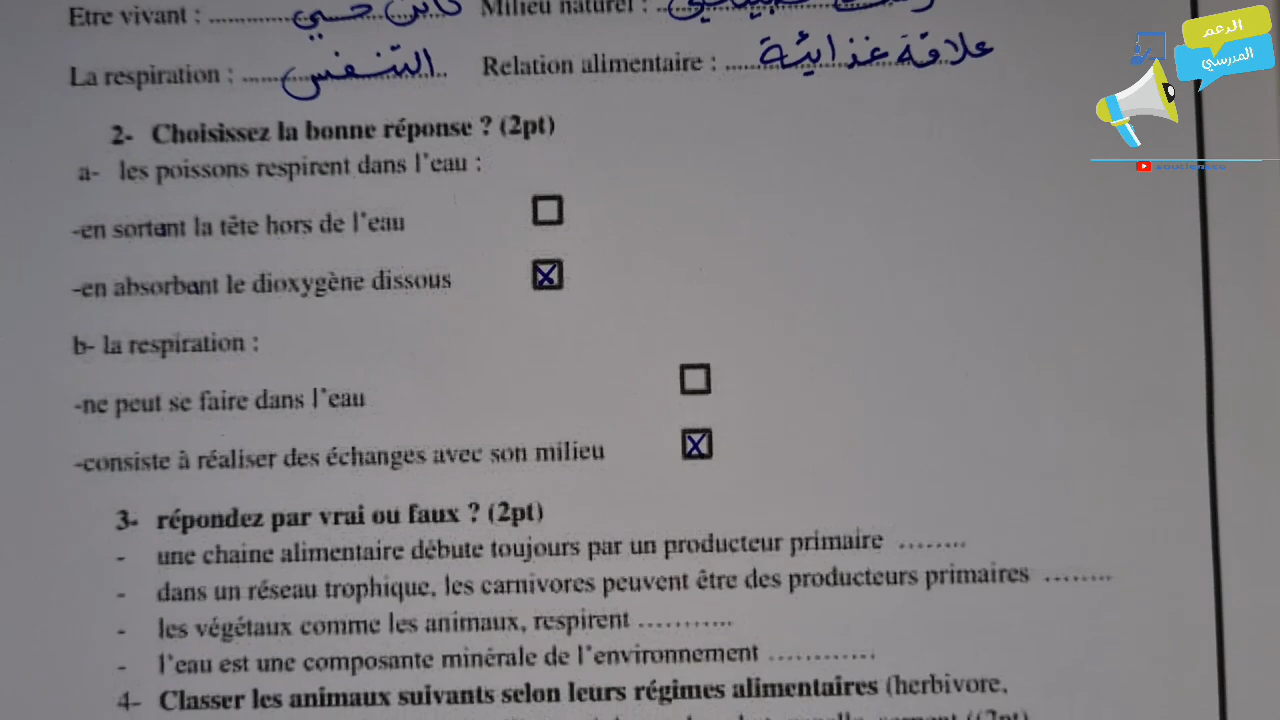 Etre vivant : .............. كائن حي Milieu naturel :
La respiration : ...... التنفس Relation alimentaire : ...... علاقة غذائية
2- Choisissez la bonne réponse ? (2pt)
a- les poissons respirent dans l'eau :
-en sortant la tête hors de l'eau
-en absorbant le dioxygène dissous X
b- la respiration :
-ne peut se faire dans l'eau
-consiste à réaliser des échanges avec son milieu X
3- répondez par vrai ou faux ? (2pt)
- une chaine alimentaire débute toujours par un producteur primaire ........
- dans un réseau trophique, les carnivores peuvent être des producteurs primaires ........
- les végétaux comme les animaux, respirent ...........
- l'eau est une composante minérale de l'environnement ............
4- Classer les animaux suivants selon leurs régimes alimentaires (herbivore,
((2pt)
الدعم
المدرسي